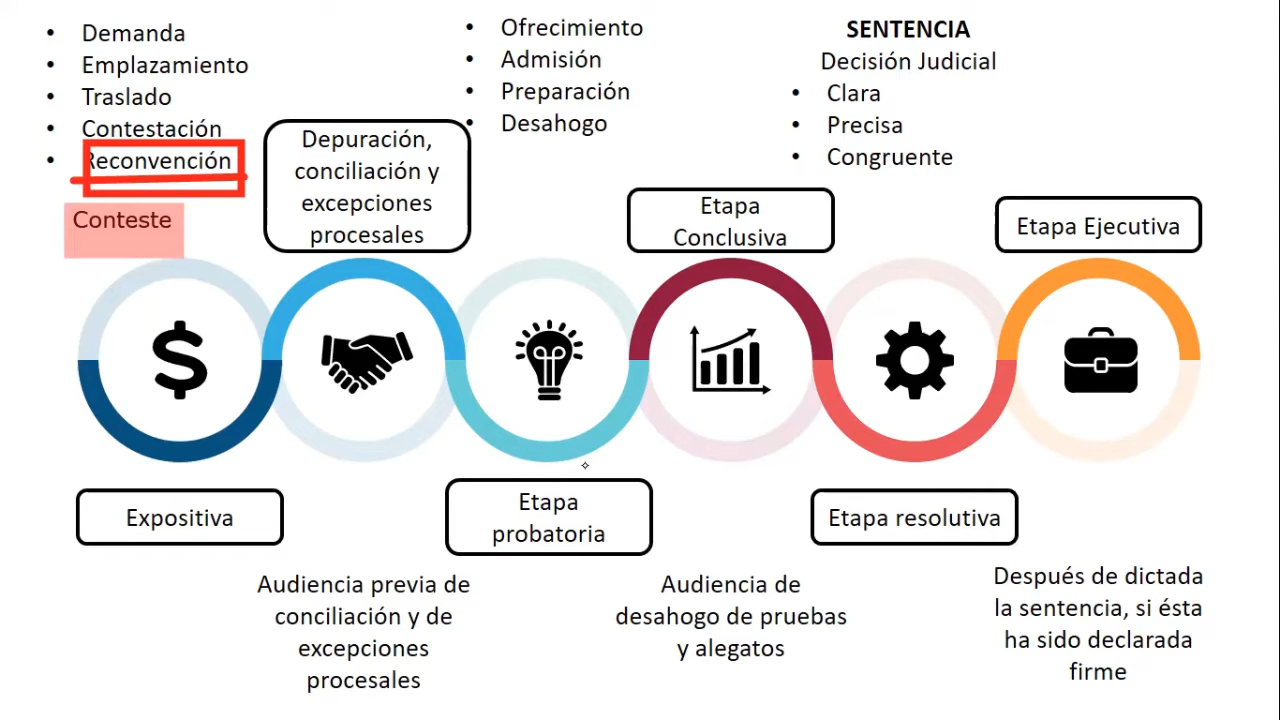 • Demanda
• Emplazamiento
• Traslado
• Contestación
• Reconvención
Conteste
Depuración,
conciliación y
excepciones
procesales
• Ofrecimiento
• Admisión
• Preparación
• Desahogo
Etapa
Conclusiva
SENTENCIA
Decisión Judicial
• Clara
• Precisa
• Congruente
Etapa Ejecutiva
Expositiva
Audiencia previa de
conciliación y de
excepciones
procesales
Etapa
probatoria
Audiencia de
desahogo de pruebas
y alegatos
Etapa resolutiva
Después de dictada
la sentencia, si ésta
ha sido declarada
firme